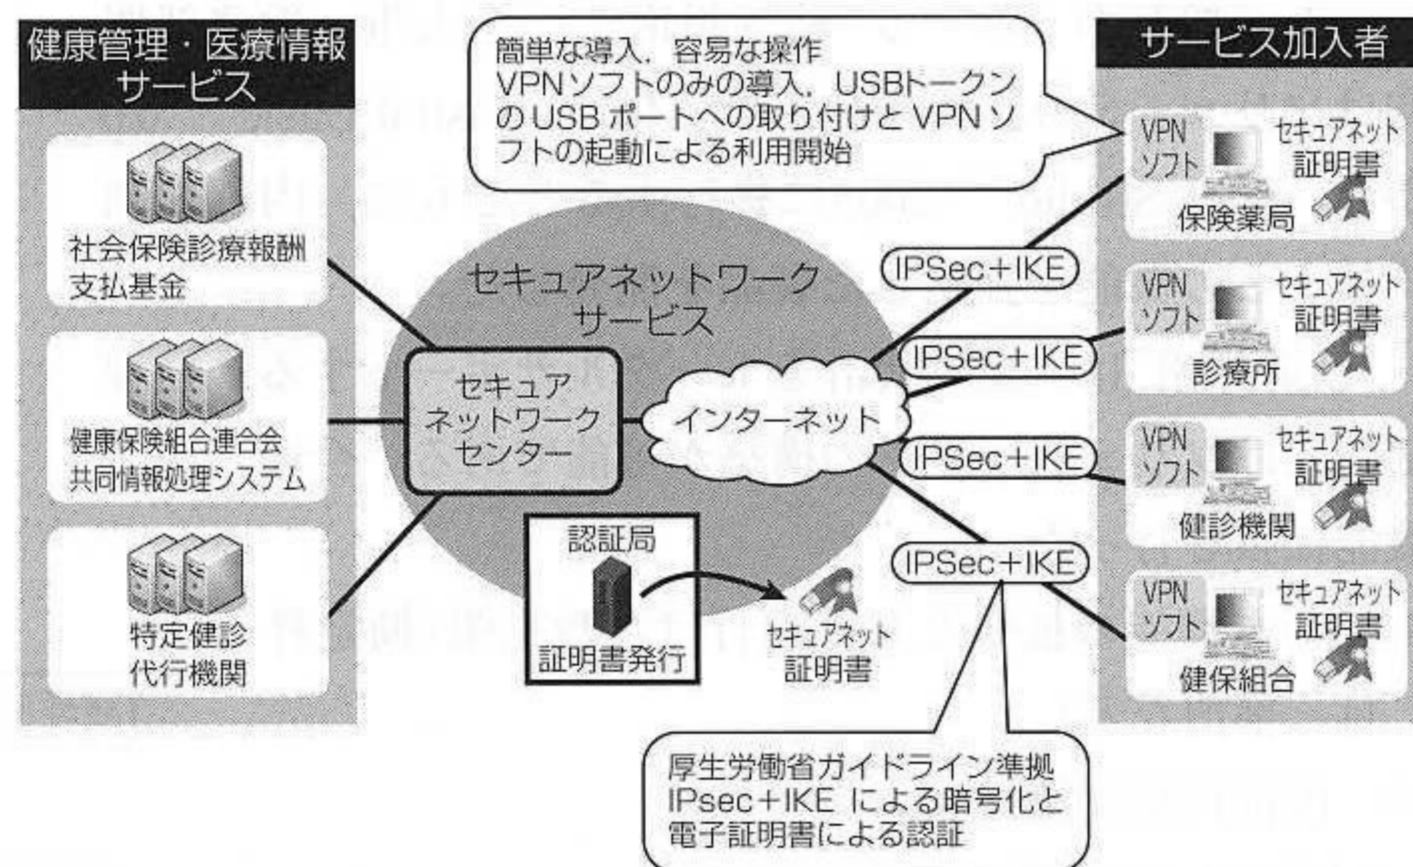 健康管理・医療情報
サービス
社会保険診療報酬
支払基金
健康保険組合連合会
共同情報処理システム
特定健診
代行機関
簡単な導入，容易な操作
VPNソフトのみの導入，USBトークン
のUSBポートへの取り付けとVPNソ
フトの起動による利用開始
セキュアネットワーク
サービス
セキュア
ネットワーク
センター
インターネット
認証局
証明書発行
セキュアネット
証明書
IPSec+IKE
IPSec+IKE
IPSec+IKE
IPSec+IKE
厚生労働省ガイドライン準拠
IPsec+IKE による暗号化と
電子証明書による認証
サービス加入者
VPN
ソフト
セキュアネット
証明書
保険薬局
VPN
ソフト
セキュアネット
証明書
診療所
VPN
ソフト
セキュアネット
証明書
健診機関
VPN
ソフト
セキュアネット
証明書
健保組合